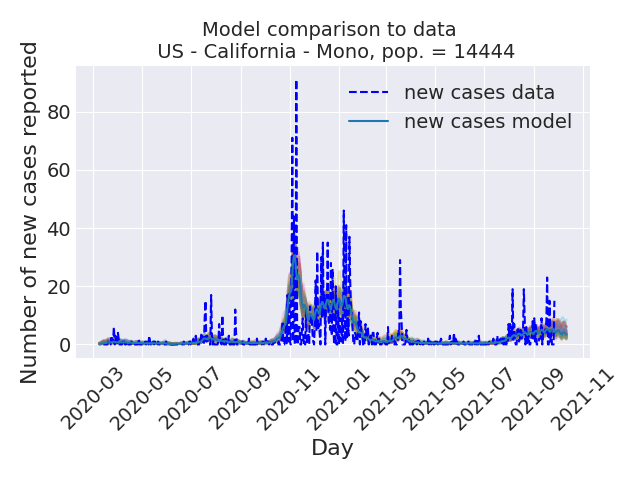 Model comparison to data
US - California - Mono, pop. = 14444
Number of new cases reported
80
60
40
20
0
new cases data
new cases model
2020-03
2020-05
2020-07
2020-09
2020-11
2021-01
2021-03
2021-05
2021-07
2021-09
2021-11
Day